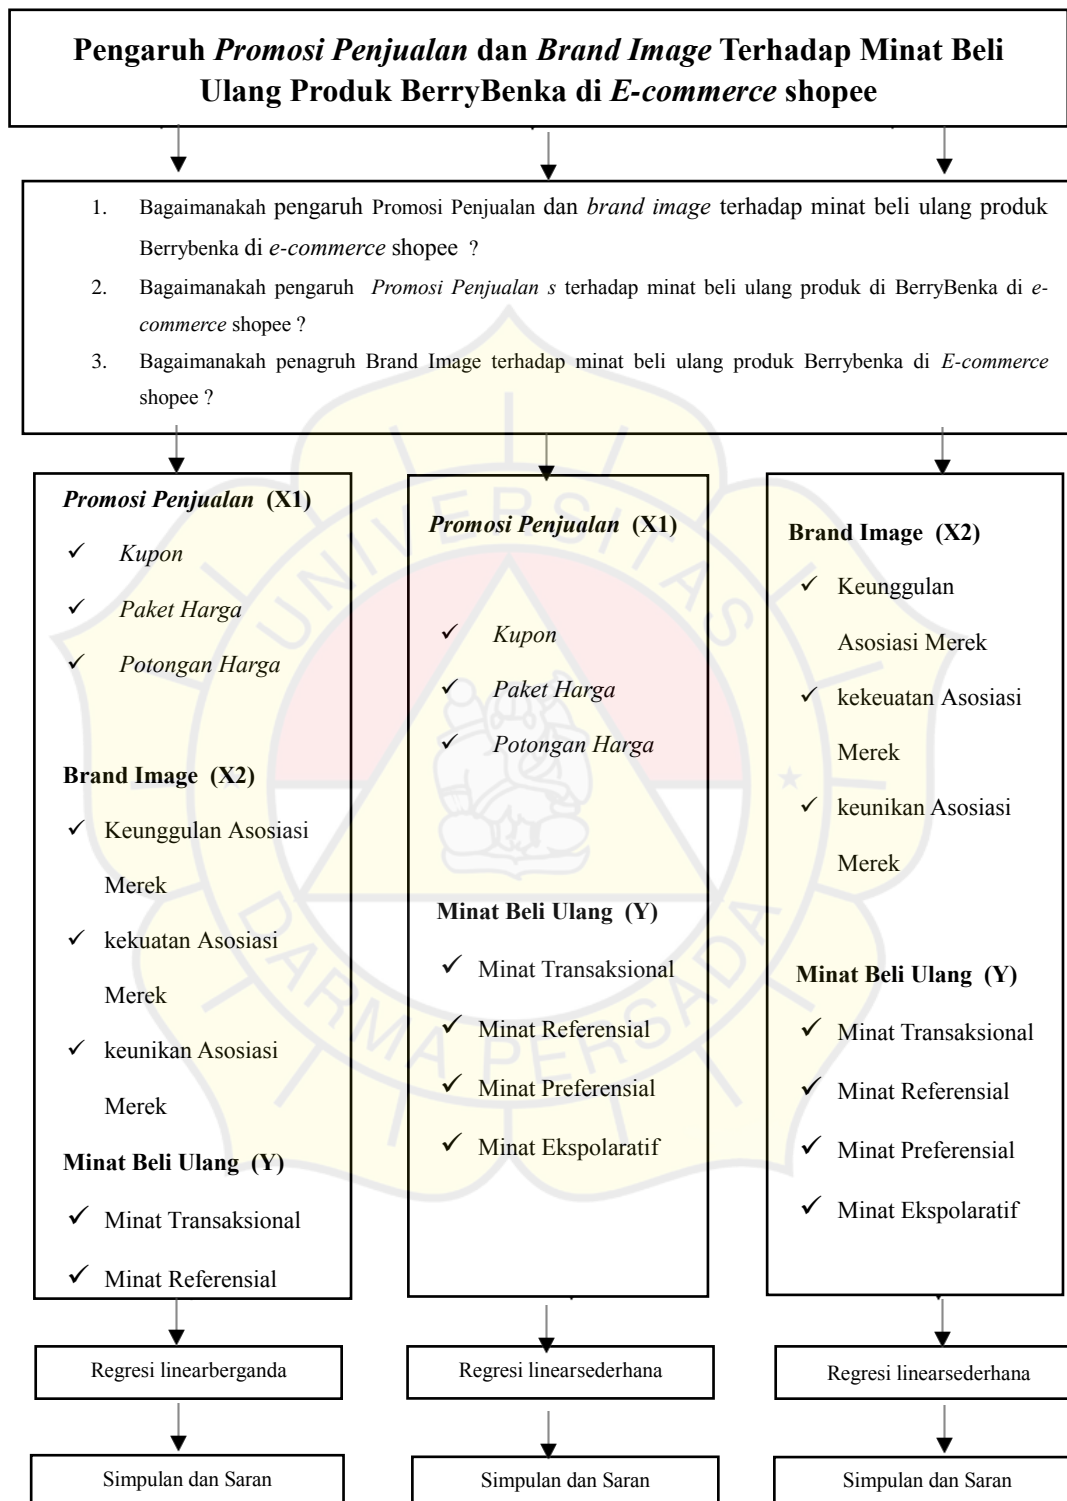 Pengaruh Promosi Penjualan dan Brand Image Terhadap Minat Beli
Ulang Produk BerryBenka di E-commerce shopee
1. Bagaimanakah pengaruh Promosi Penjualan dan brand image terhadap minat beli ulang produk
Berrybenka di e-commerce shopee ?
2. Bagaimanakah pengaruh Promosi Penjualan s terhadap minat beli ulang produk di BerryBenka di e-
commerce shopee ?
3. Bagaimanakah penagruh Brand Image terhadap minat beli ulang produk Berrybenka di E-commerce
shopee ?
Promosi Penjualan (X1)
✓ Kupon
✓ Paket Harga
✓ Potongan Harga
Brand Image (X2)
✓ Keunggulan Asosiasi
Merek
✓ kekuatan Asosiasi
Merek
✓ keunikan Asosiasi
Merek
Minat Beli Ulang (Y)
✓ Minat Transaksional
✓ Minat Referensial
Promosi Penjualan (X1)
✓ Kupon
✓ Paket Harga
✓ Potongan Harga
Minat Beli Ulang (Y)
✓ Minat Transaksional
✓ Minat Referensial
✓ Minat Preferensial
✓ Minat Ekspolaratif
Brand Image (X2)
✓ Keunggulan
Asosiasi Merek
✓ kekeuatan Asosiasi
Merek
✓ keunikan Asosiasi
Merek
Minat Beli Ulang (Y)
✓ Minat Transaksional
✓ Minat Referensial
✓ Minat Preferensial
✓ Minat Ekspolaratif
Regresi linearberganda
Regresi linearsederhana
Regresi linearsederhana
Simpulan dan Saran
Simpulan dan Saran
Simpulan dan Saran
UNIVERSITAS
DARMA PERSADA